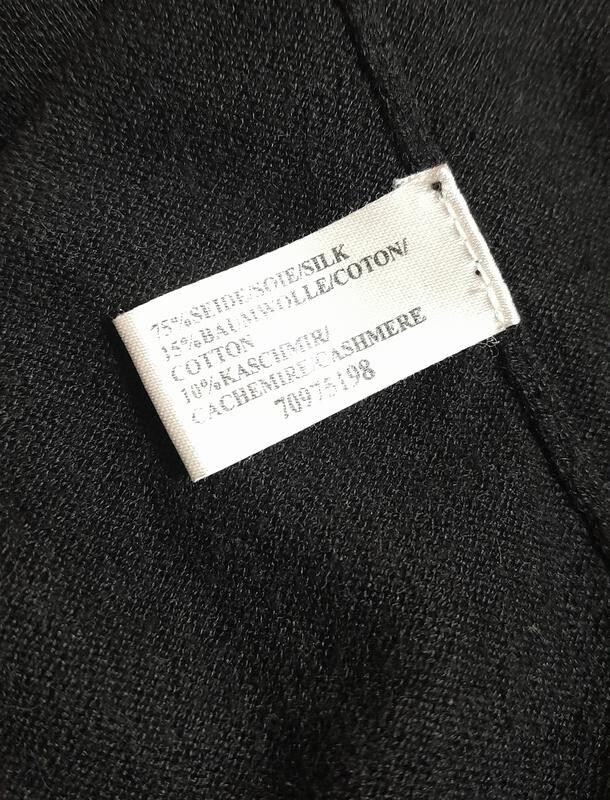 75%SEIDE/SOIE/SILK
15%BAUMWOLLE/COTON/
COTTON
10%KASCHMIR/
CACHEMIRE/CASHMERE
70975198